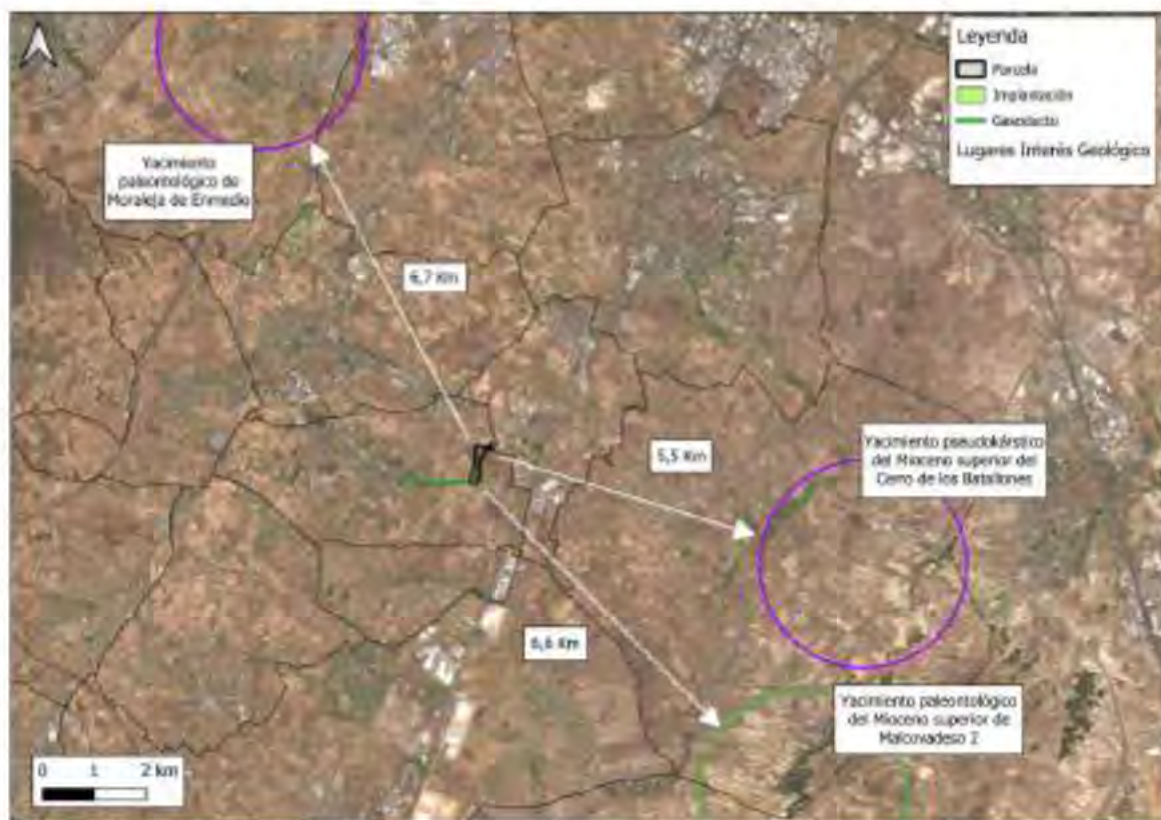 Leyenda
Parcela
Implantación
Gasoducto
Lugares Interés Geológico
Yacimiento
paleontológico de
Moraleja de Enmedio
6,7 Km
Yacimiento pseudokárstico
del Mioceno superior del
Cerro de los Batallones
5,5 Km
6,6 Km
Yacimiento paleontológico
del Mioceno superior de
Malcovadeso 2
0 1 2 km